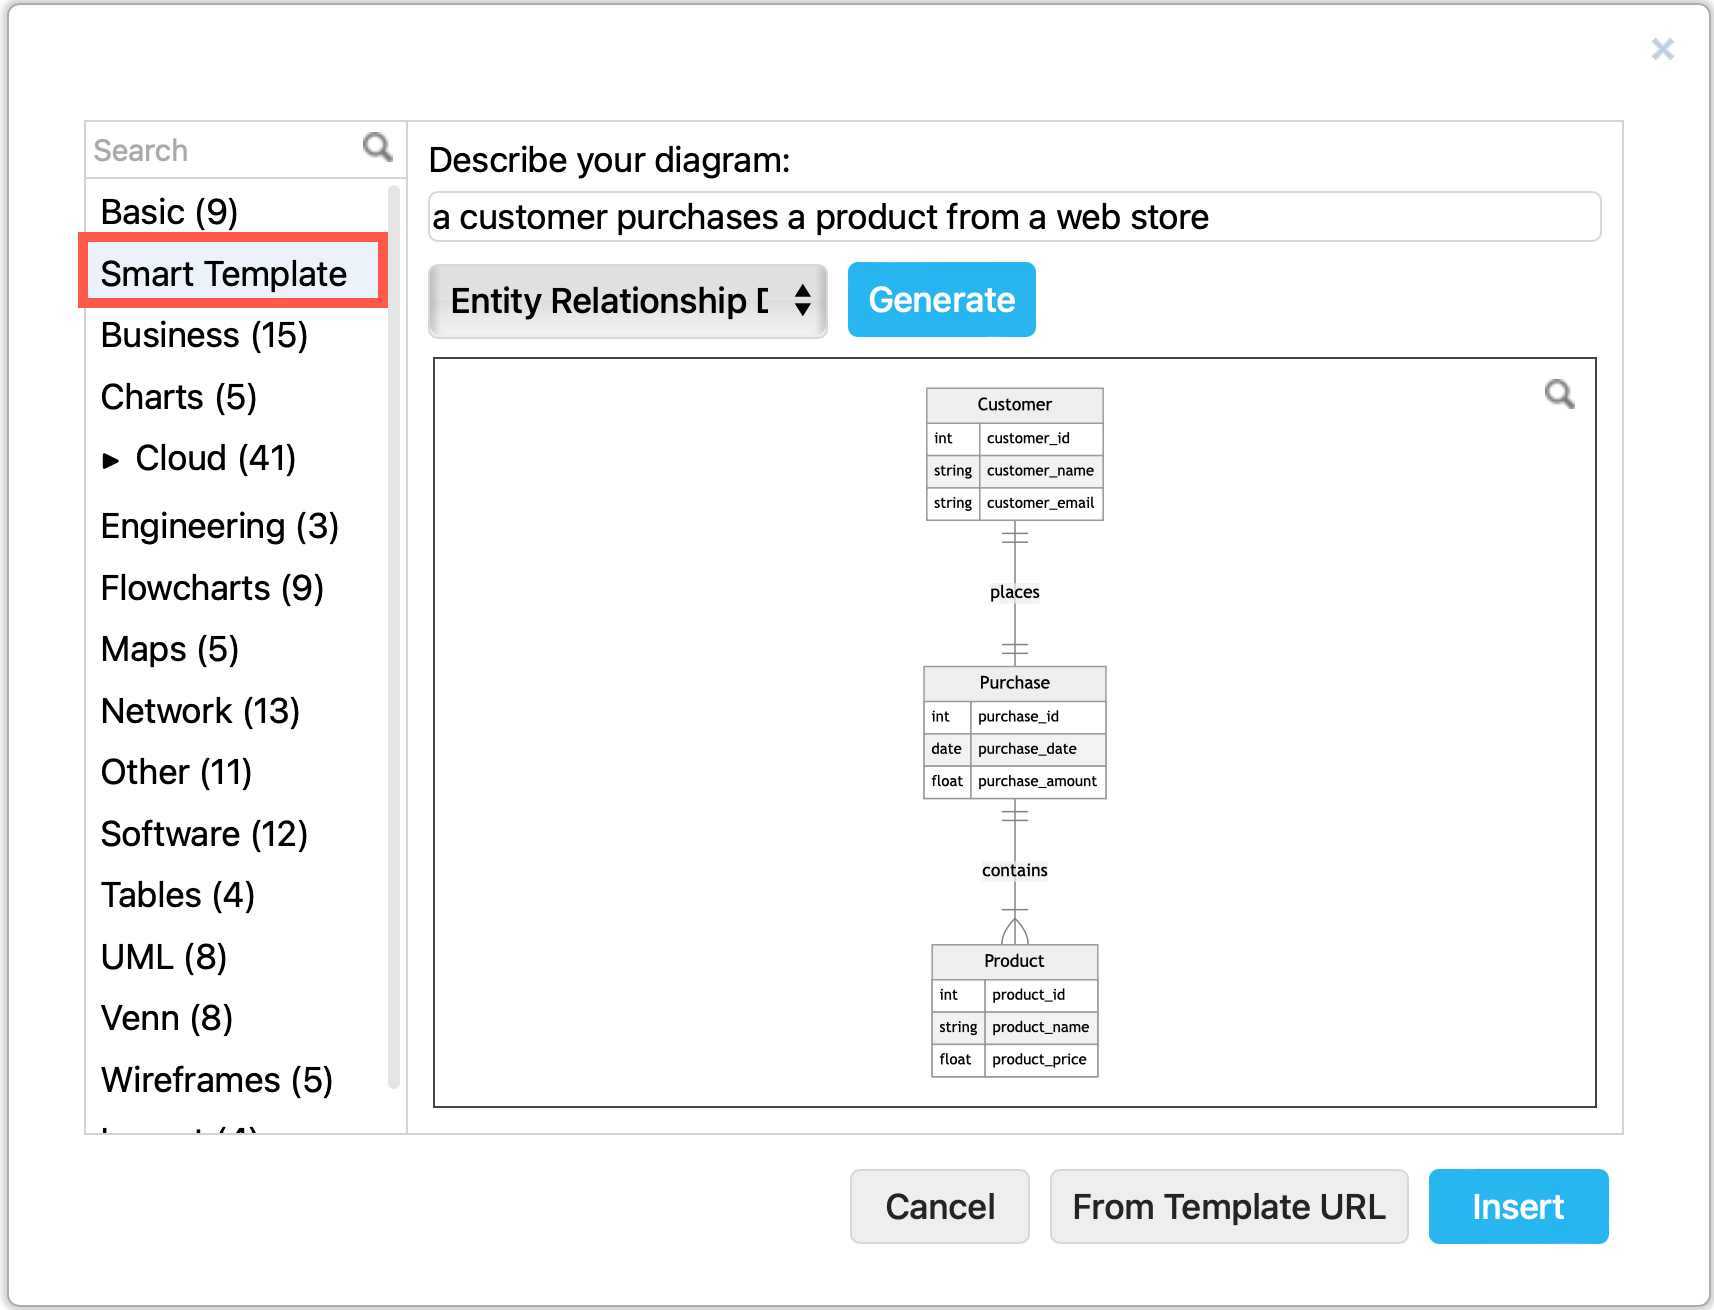 ×
Search
Basic (9)
Smart Template
Business (15)
Charts (5)
Cloud (41)
Engineering (3)
Flowcharts (9)
Maps (5)
Network (13)
Other (11)
Software (12)
Tables (4)
UML (8)
Venn (8)
Wireframes (5)
Describe your diagram:
a customer purchases a product from a web store
Entity Relationship
Generate
Customer
int customer_id
string customer_name
string customer_email
places
Purchase
int purchase_id
date purchase_date
float purchase_amount
contains
Product
int product_id
string product_name
float product_price
Cancel
From Template URL
Insert